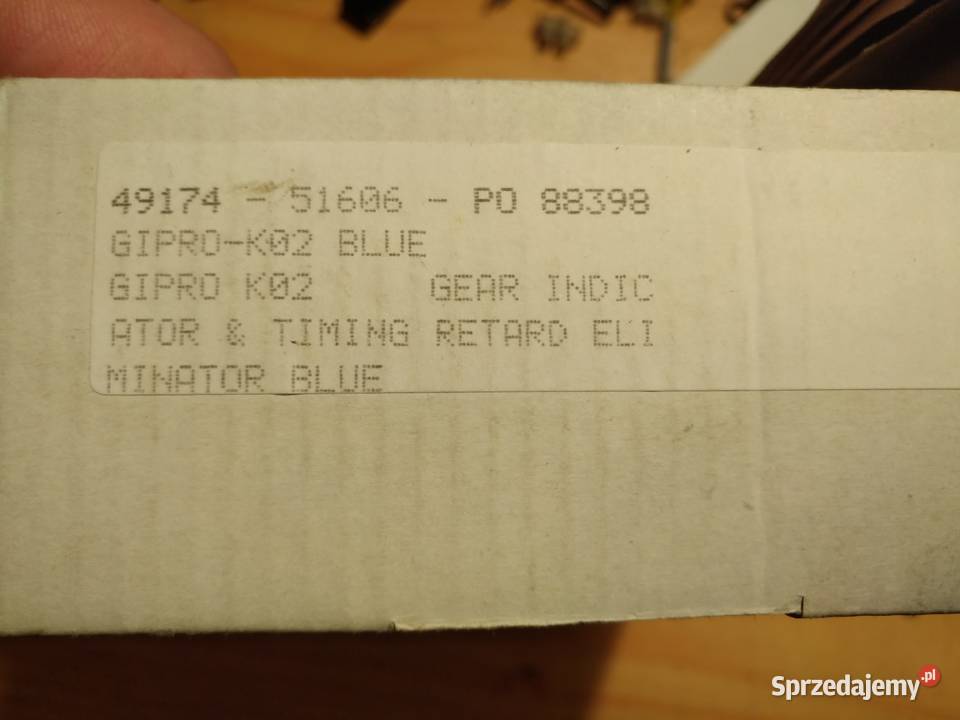 49174 - 51606 - PO 88398
GIPRO-K02 BLUE
GIPRO K02 GEAR INDIC
ATOR & TIMING RETARD ELI
MINATOR BLUE
Sprzedajemy.pl